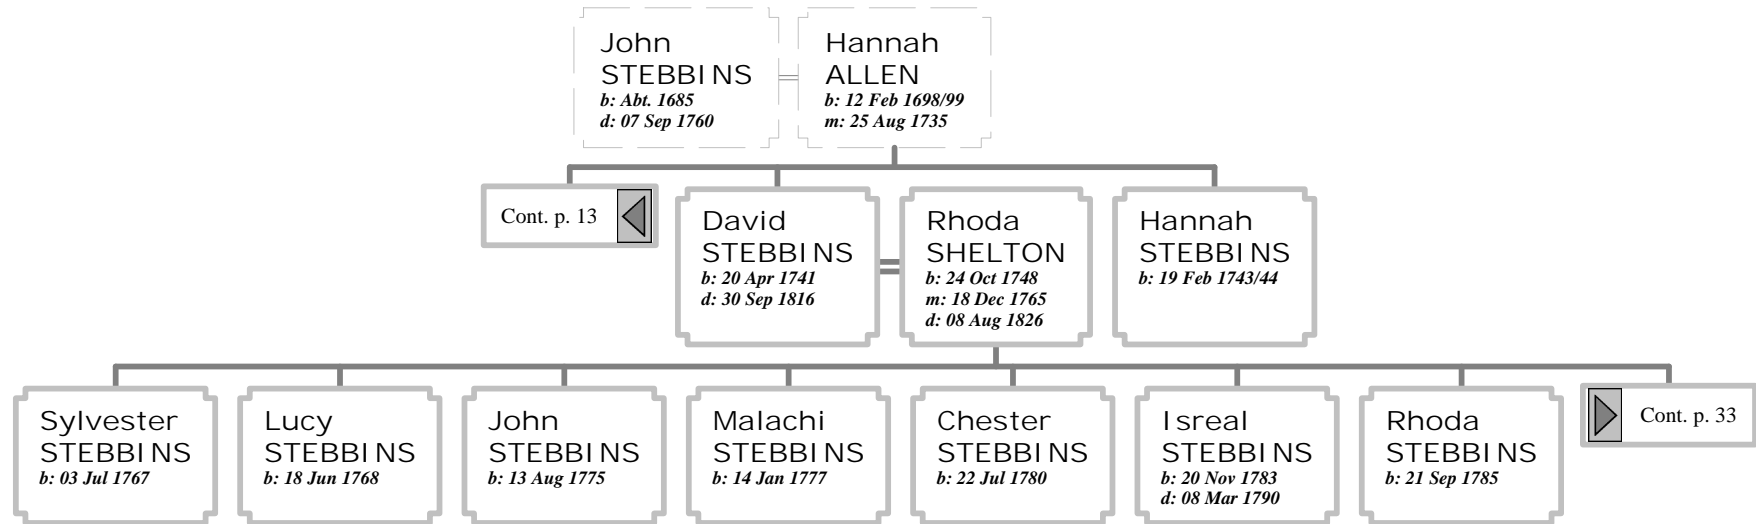 John
STEBBINS
b: Abt. 1685
d: 07 Sep 1760
Hannah
ALLEN
b: 12 Feb 1698/99
m: 25 Aug 1735
Cont. p. 13
David
STEBBINS
b: 20 Apr 1741
d: 30 Sep 1816
Rhoda
SHELTON
b: 24 Oct 1748
m: 18 Dec 1765
d: 08 Aug 1826
Hannah
STEBBINS
b: 19 Feb 1743/44
Sylvester
STEBBINS
b: 03 Jul 1767
Lucy
STEBBINS
b: 18 Jun 1768
John
STEBBINS
b: 13 Aug 1775
Malachi
STEBBINS
b: 14 Jan 1777
Chester
STEBBINS
b: 22 Jul 1780
Isreal
STEBBINS
b: 20 Nov 1783
d: 08 Mar 1790
Rhoda
STEBBINS
b: 21 Sep 1785
Cont. p. 33